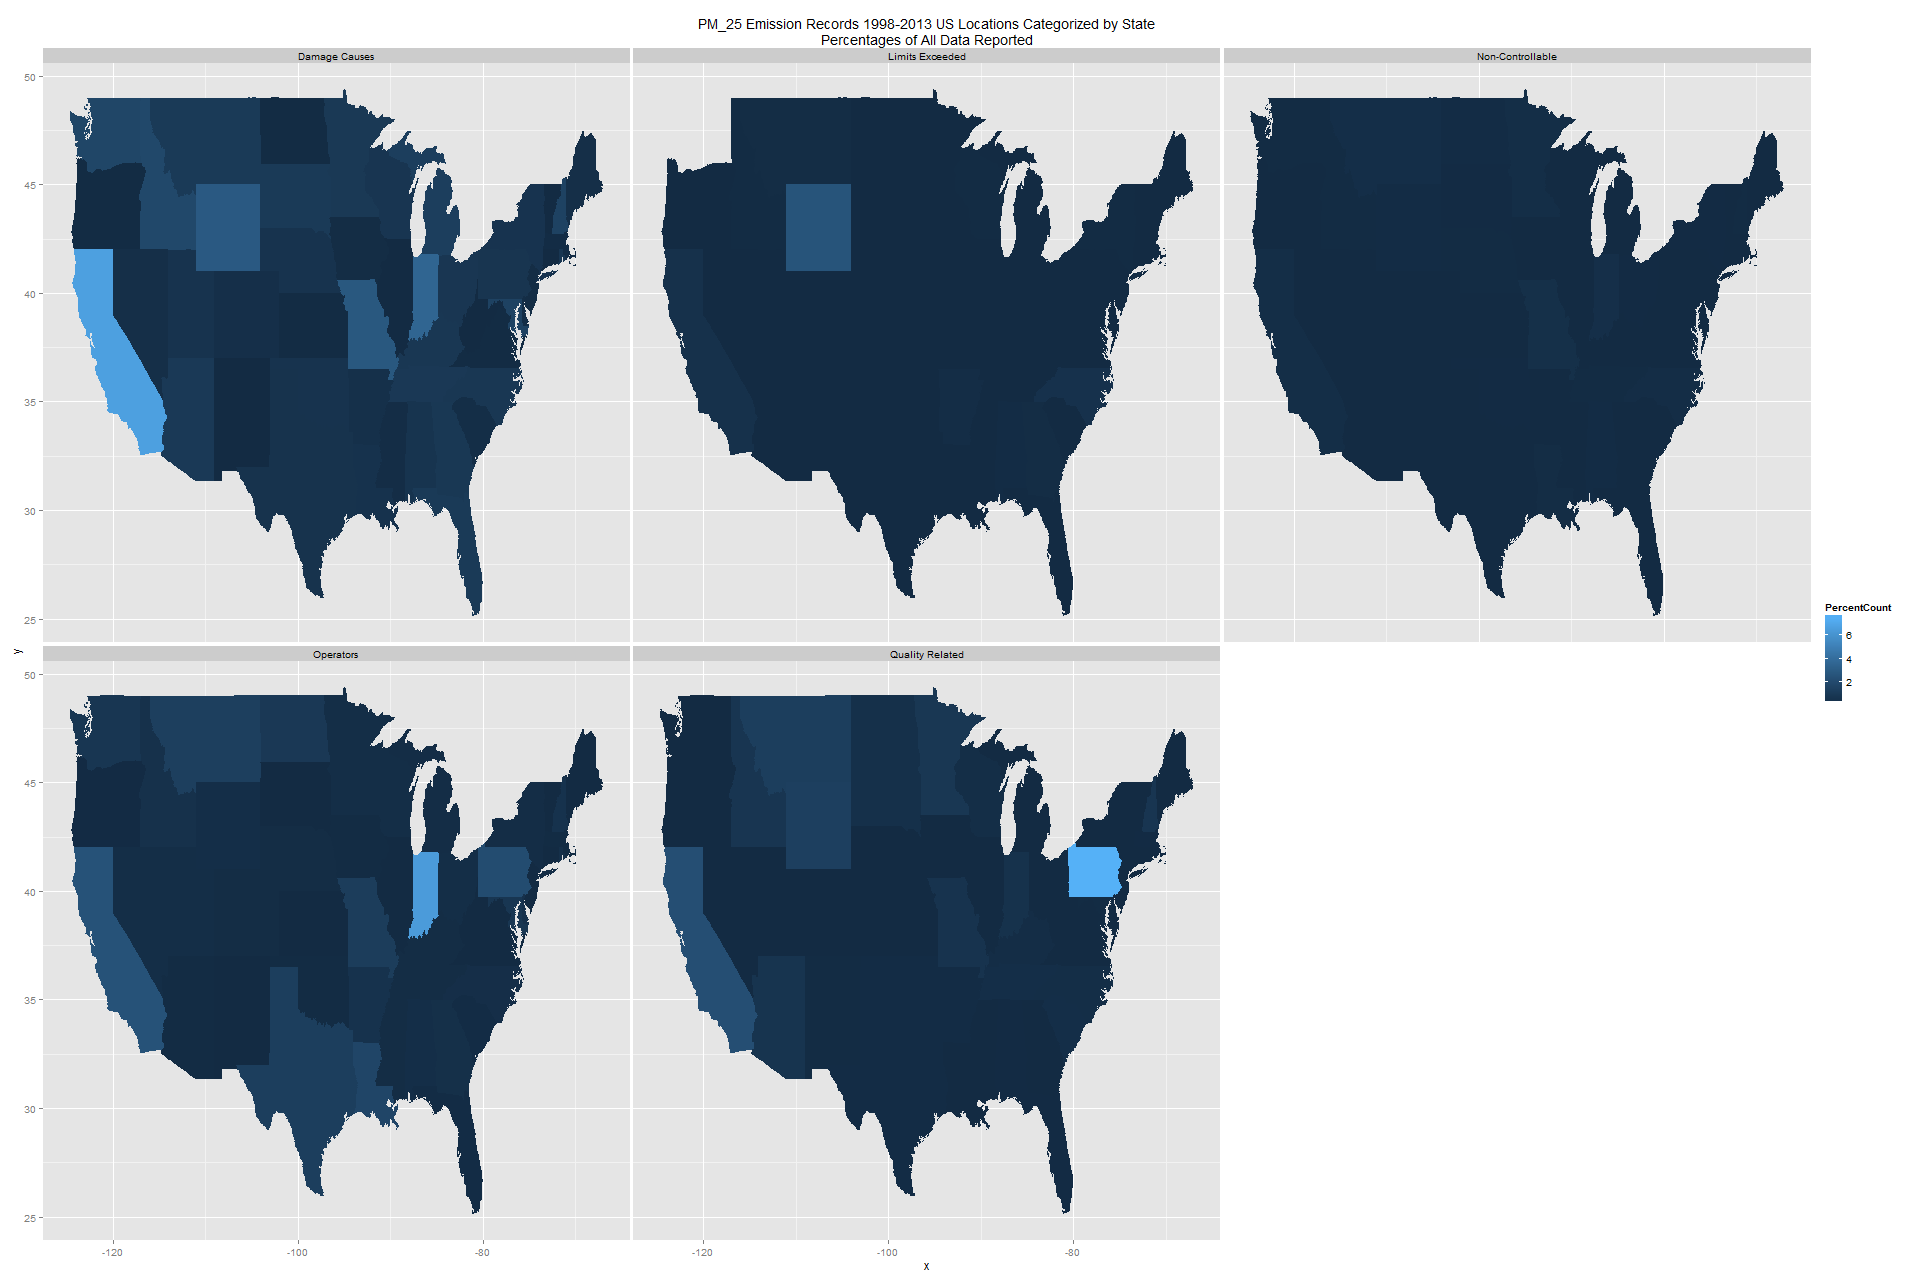 PM_25 Emission Records 1998-2013 US Locations Categorized by State
Percentages of All Data Reported
Damage Causes
Limits Exceeded
Non-Controllable
50
45
40
35
30
25
PercentCount
6
4
2
y
Operators
Quality Related
50
45
40
35
30
25
-120
-100
-80
-120
-100
-80
x